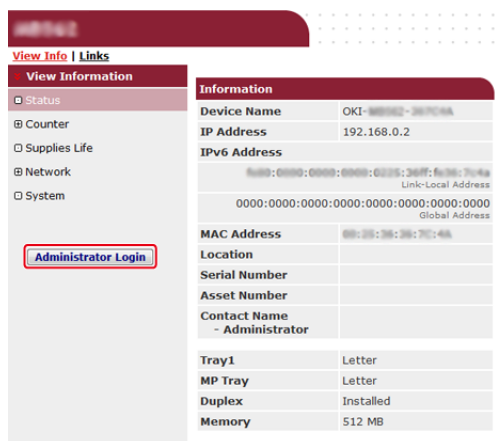 View Info | Links
View Information
Status
Counter
Supplies Life
Network
System
Administrator Login
Information
Device Name OKI-
IP Address 192.168.0.2
IPv6 Address
Link-Local Address
0000:0000:0000:0000:0000:0000:0000:0000
Global Address
MAC Address
Location
Serial Number
Asset Number
Contact Name
- Administrator
Tray1 Letter
MP Tray Letter
Duplex Installed
Memory 512 MB